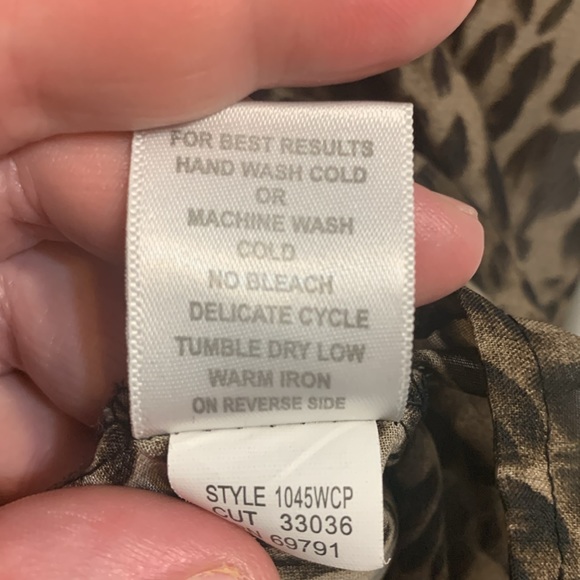 FOR BEST RESULTS
HAND WASH COLD
OR
MACHINE WASH
COLD
NO BLEACH
DELICATE CYCLE
TUMBLE DRY LOW
WARM IRON
ON REVERSE SIDE
STYLE 1045WCP
CUT 33036
69791